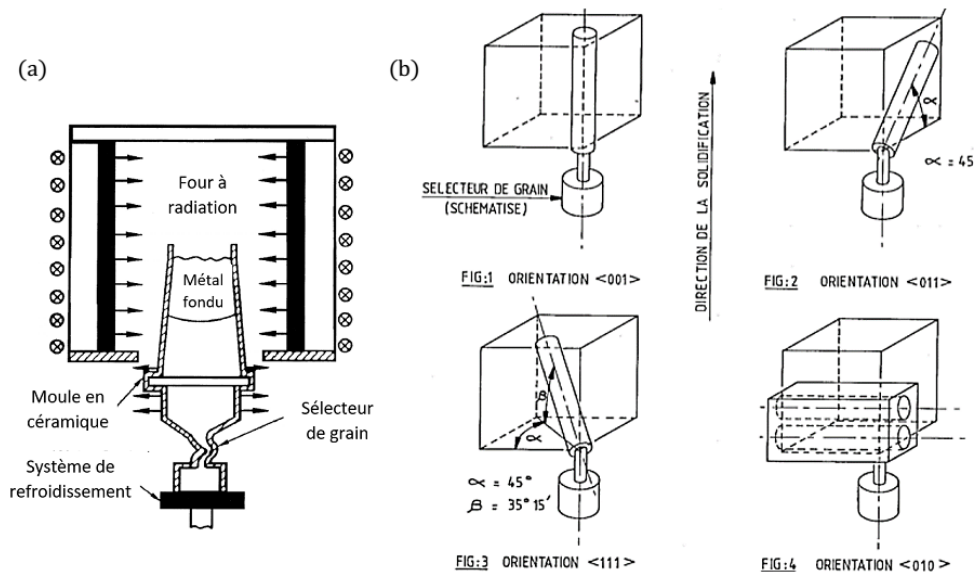 (a)
Four à
radiation
Métal
fondu
Moule en
céramique
Sélecteur
de grain
Système de
refroidissement
(b)
SELECTEUR DE GRAIN
(SCHEMATISE)
DIRECTION DE LA SOLIDIFICATION
α
α = 45
FIG:1 ORIENTATION <001>
FIG:2 ORIENTATION <011>
β
α
α = 45°
β = 35° 15'
FIG:3 ORIENTATION <111>
FIG:4 ORIENTATION <010>